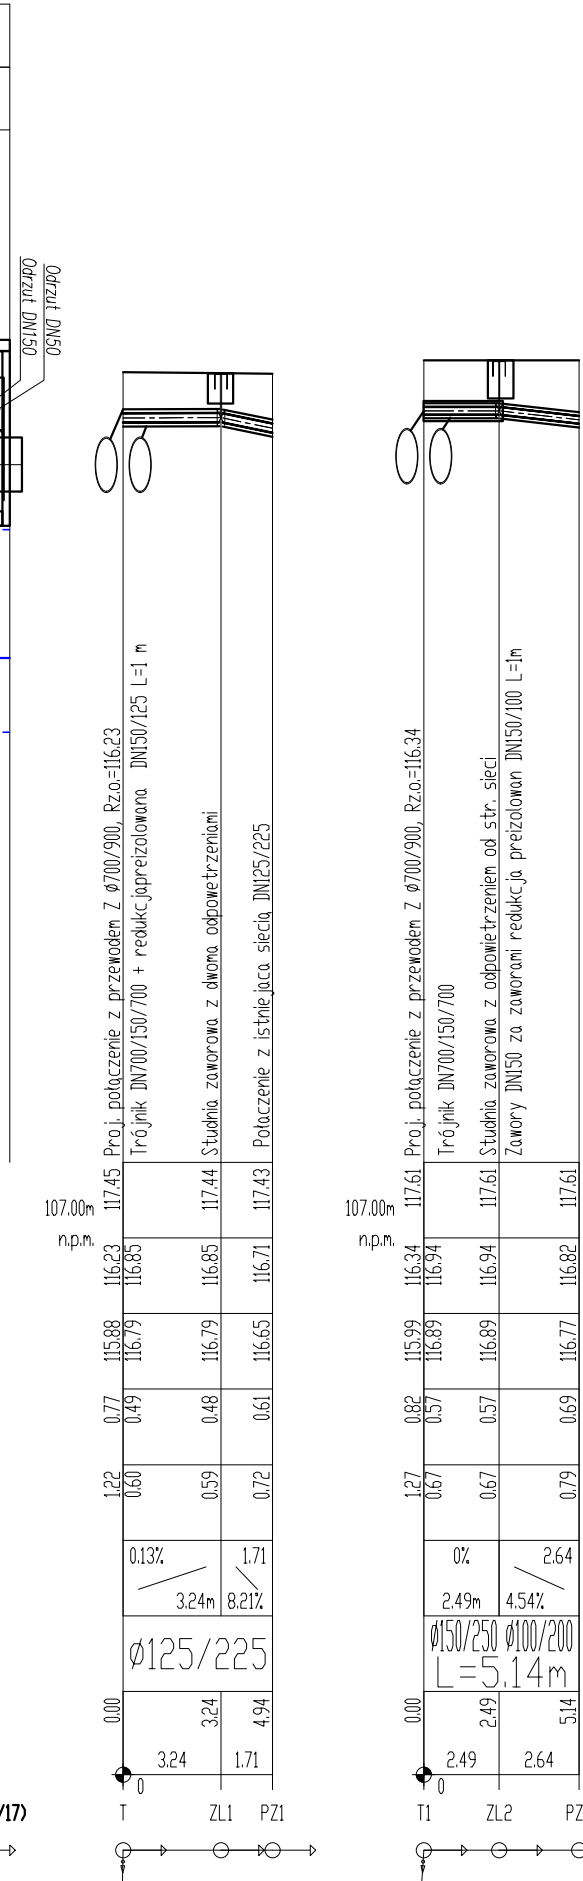 Odrzut DN50
Odrzut DN150
Proj. połączenie z przewodem Z ø700/900, Rz.o.=116.23
Trójnik DN700/150/700 + redukcjapreizolowana DN150/125 L=1 m
Studnia zaworowa z dwoma odpowetrzeniami
Połaczenie z istniejaca siecią DN125/225
107.00m
n.p.m.
117.45
117.44
117.43
116.23
116.85
116.85
116.71
115.88
116.79
116.79
116.65
0.77
0.49
0.48
0.61
1.22
0.60
0.59
0.72
0.13%
1.71
3.24m
8.21%
ø125/225
0.00
3.24
4.94
3.24
1.71
0
T
ZL1
PZ1
Proj. połączenie z przewodem Z ø700/900, Rz.o.=116.34
Trójnik DN700/150/700
Studnia zaworowa z odpowietrzeniem od str. sieci
Zawory DN150 za zaworami redukcja preizolowan DN150/100 L=1m
107.00m
n.p.m.
117.61
117.61
117.61
116.34
116.94
116.94
116.82
115.99
116.89
116.89
116.77
0.82
0.57
0.57
0.69
1.27
0.67
0.67
0.79
0%
2.64
2.49m
4.54%
ø150/250
ø100/200
L=5.14m
0.00
2.49
5.14
2.49
2.64
0
T1
ZL2
PZ
/17)